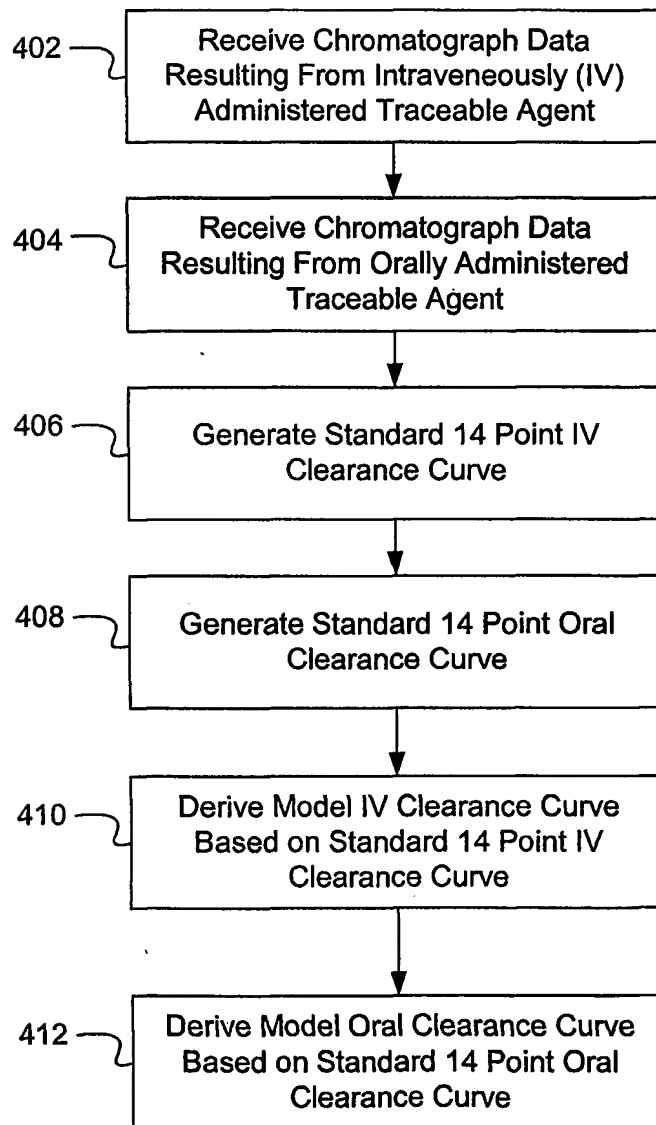 402
Receive Chromatograph Data
Resulting From Intraveneously (IV)
Administered Traceable Agent
404
Receive Chromatograph Data
Resulting From Orally Administered
Traceable Agent
406
Generate Standard 14 Point IV
Clearance Curve
408
Generate Standard 14 Point Oral
Clearance Curve
410
Derive Model IV Clearance Curve
Based on Standard 14 Point IV
Clearance Curve
412
Derive Model Oral Clearance Curve
Based on Standard 14 Point Oral
Clearance Curve